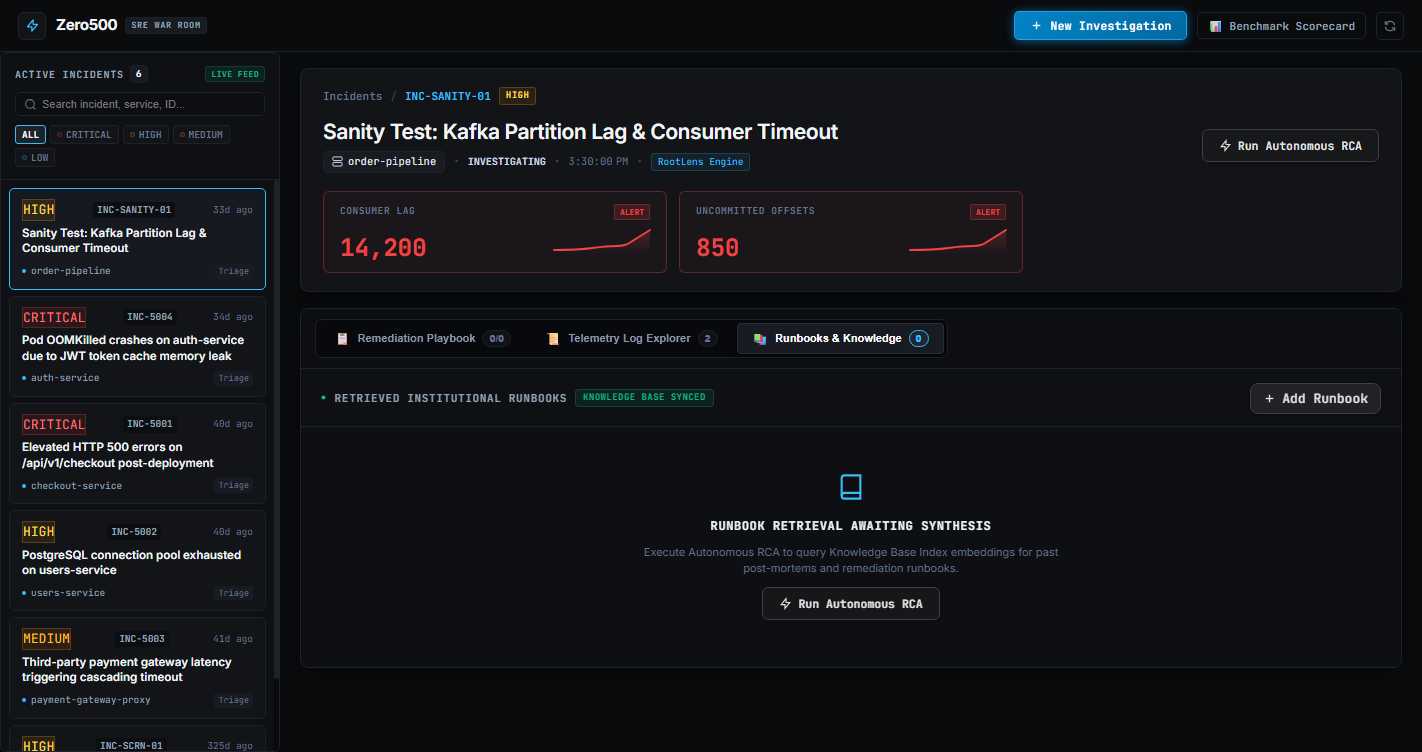 Zero500
SRE WAR ROOM
+ New Investigation
Benchmark Scorecard
ACTIVE INCIDENTS 6
LIVE FEED
Search incident, service, ID...
ALL
CRITICAL
HIGH
MEDIUM
LOW
HIGH INC-SANITY-01 33d ago
Sanity Test: Kafka Partition Lag &
Consumer Timeout
order-pipeline Triage
CRITICAL INC-5004 34d ago
Pod OOMKilled crashes on auth-service
due to JWT token cache memory leak
auth-service Triage
CRITICAL INC-5001 40d ago
Elevated HTTP 500 errors on
/api/v1/checkout post-deployment
checkout-service Triage
HIGH INC-5002 40d ago
PostgreSQL connection pool exhausted
on users-service
users-service Triage
MEDIUM INC-5003 41d ago
Third-party payment gateway latency
triggering cascading timeout
payment-gateway-proxy Triage
HIGH INC-SCRN-01 325d ago
Incidents / INC-SANITY-01 HIGH
Sanity Test: Kafka Partition Lag & Consumer Timeout
order-pipeline • INVESTIGATING • 3:30:00 PM • RootLens Engine
Run Autonomous RCA
CONSUMER LAG ALERT
14,200
UNCOMMITTED OFFSETS ALERT
850
Remediation Playbook 0/0
Telemetry Log Explorer 2
Runbooks & Knowledge 0
RETRIEVED INSTITUTIONAL RUNBOOKS KNOWLEDGE BASE SYNCED
+ Add Runbook
RUNBOOK RETRIEVAL AWAITING SYNTHESIS
Execute Autonomous RCA to query Knowledge Base Index embeddings for past
post-mortems and remediation runbooks.
Run Autonomous RCA